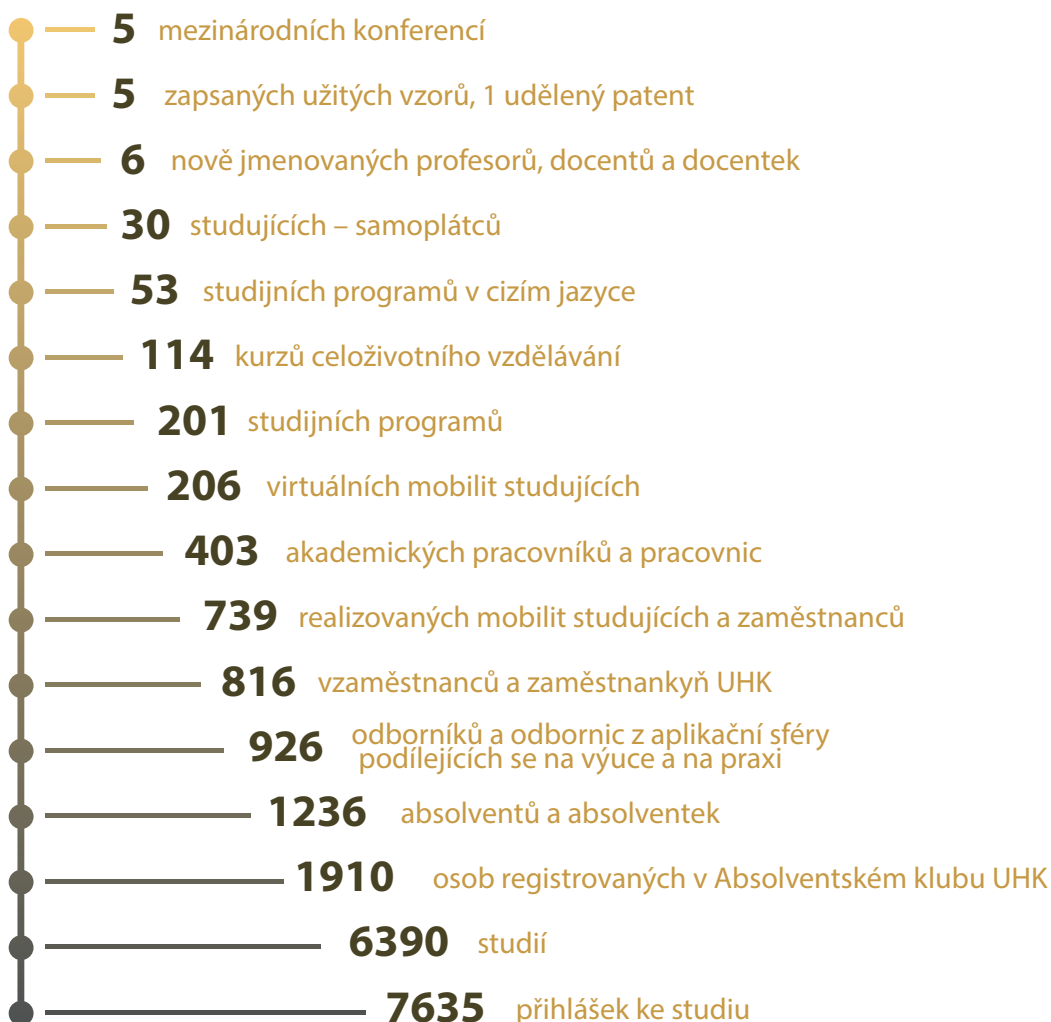 5 mezinárodních konferencí
5 zapsaných užitých vzorů, 1 udělený patent
6 nově jmenovaných profesorů, docentů a docentek
30 studujících – samoplátců
53 studijních programů v cizím jazyce
114 kurzů celoživotního vzdělávání
201 studijních programů
206 virtuálních mobilit studujících
403 akademických pracovníků a pracovnic
739 realizovaných mobilit studujících a zaměstnanců
816 vzaměstnanců a zaměstnankyň UHK
926 odborníků a odbornic z aplikační sféry
podílejících se na výuce a na praxi
1236 absolventů a absolventek
1910 osob registrovaných v Absolventském klubu UHK
6390 studií
7635 přihlášek ke studiu